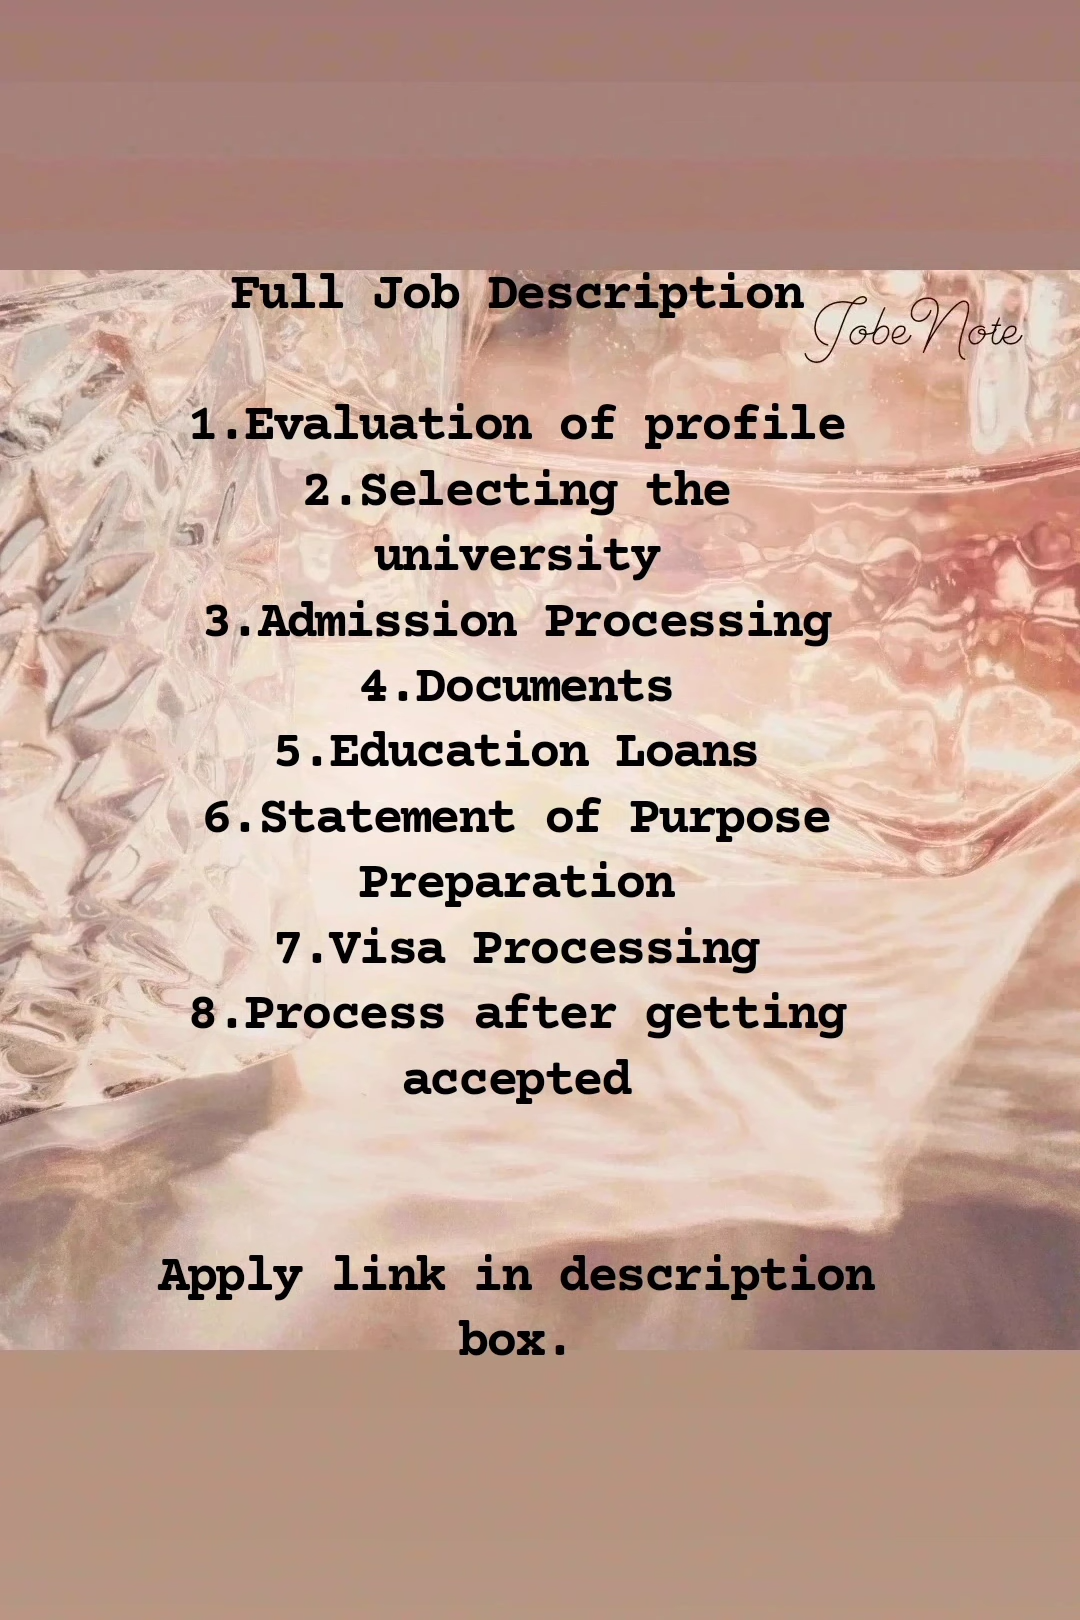 Full Job Description
JobeNote
1.Evaluation of profile
2.Selecting the
university
3.Admission Processing
4.Documents
5.Education Loans
6.Statement of Purpose
Preparation
7.Visa Processing
8.Process after getting
accepted
Apply link in description
box.